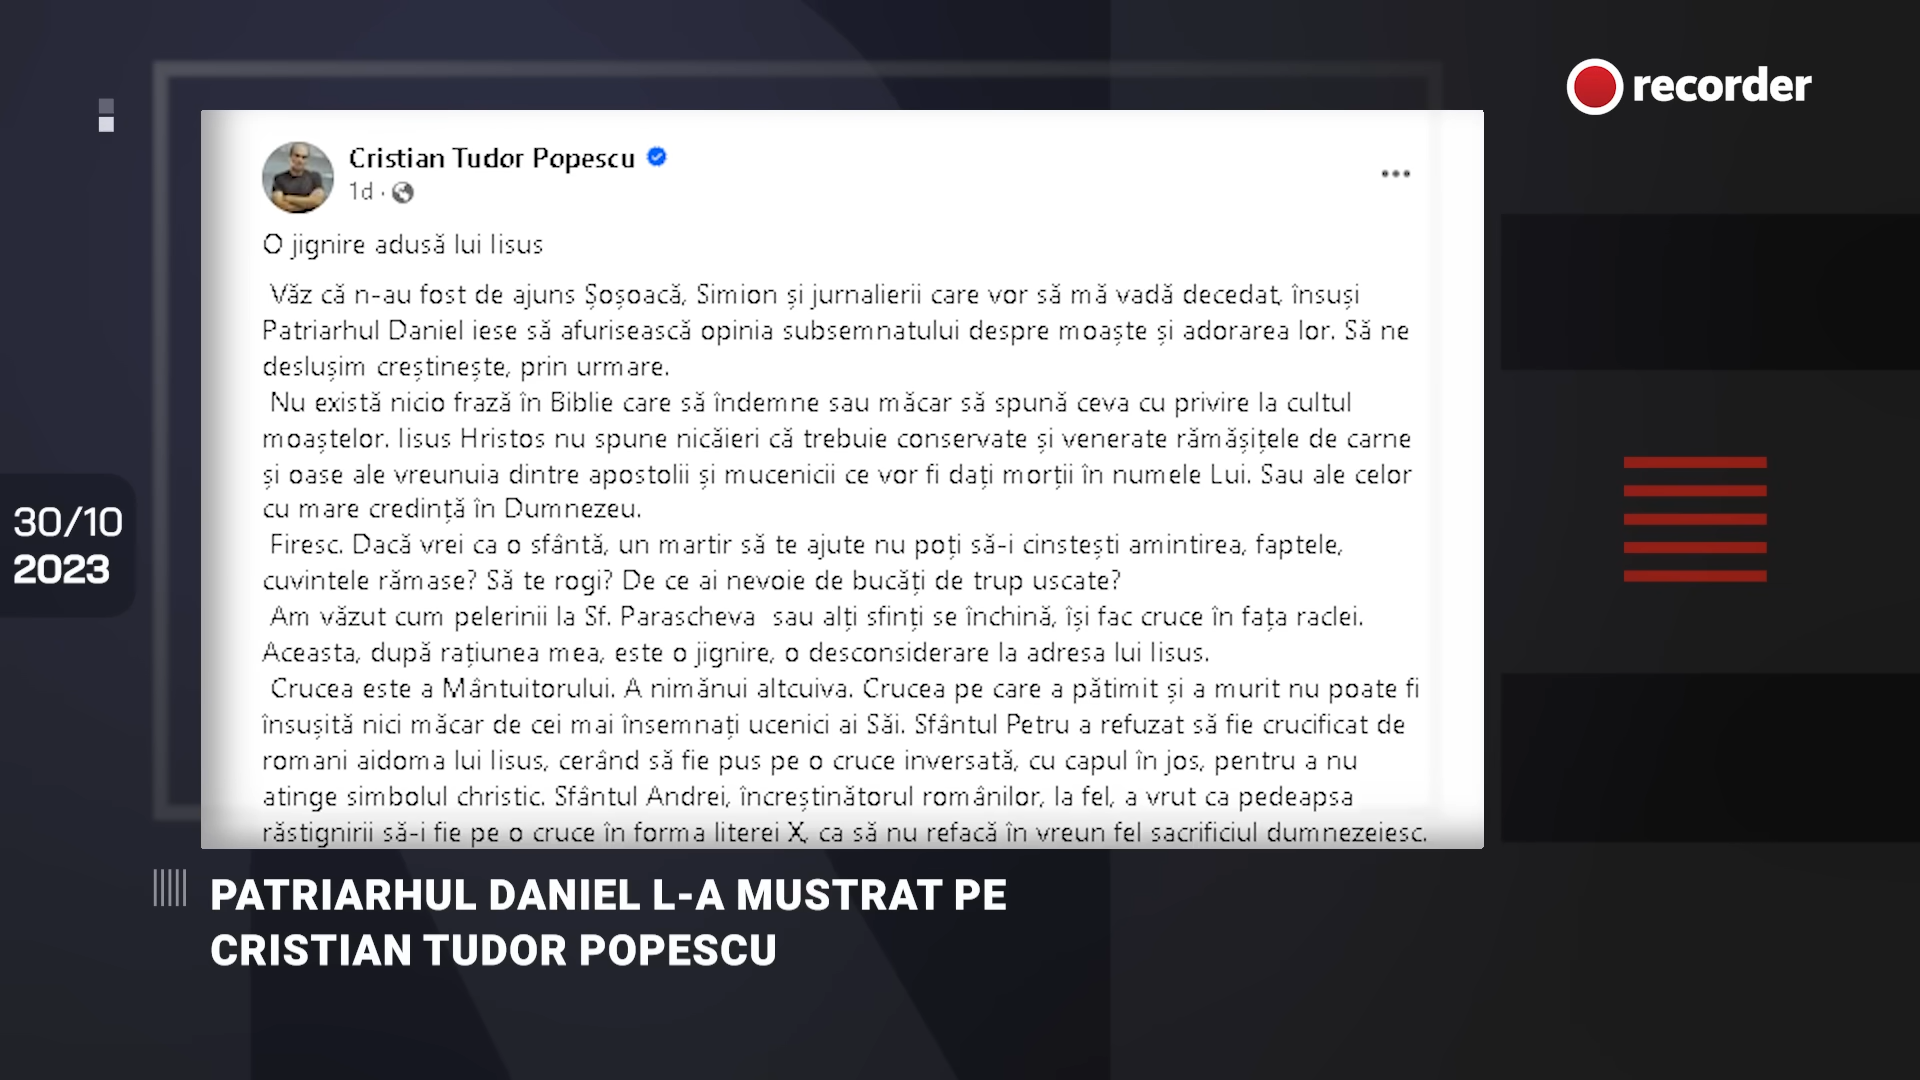 recorder
Cristian Tudor Popescu
1d ·
O jignire adusă lui Iisus
Văz că n-au fost de ajuns Șoșoacă, Simion și jurnalierii care vor să mă vadă decedat, însuși
Patriarhul Daniel iese să afurisească opinia subsemnatului despre moaște și adorarea lor. Să ne
deslușim creștinește, prin urmare.
Nu există nicio frază în Biblie care să îndemne sau măcar să spună ceva cu privire la cultul
moaștelor. Iisus Hristos nu spune nicăieri că trebuie conservate și venerate rămășițele de carne
și oase ale vreunuia dintre apostolii și mucenicii ce vor fi dați morții în numele Lui. Sau ale celor
cu mare credință în Dumnezeu.
Firesc. Dacă vrei ca o sfântă, un martir să te ajute nu poți să-i cinstești amintirea, faptele,
cuvintele rămase? Să te rogi? De ce ai nevoie de bucăți de trup uscate?
Am văzut cum pelerinii la Sf. Parascheva sau alți sfinți se închină, își fac cruce în fața raclei.
Aceasta, după rațiunea mea, este o jignire, o desconsiderare la adresa lui Iisus.
Crucea este a Mântuitorului. A nimănui altcuiva. Crucea pe care a pătimit și a murit nu poate fi
însușită nici măcar de cei mai însemnați ucenici ai Săi. Sfântul Petru a refuzat să fie crucificat de
romani aidoma lui Iisus, cerând să fie pus pe o cruce inversată, cu capul în jos, pentru a nu
atinge simbolul christic. Sfântul Andrei, încreștinătorul românilor, la fel, a vrut ca pedeapsa
răstignirii să-i fie pe o cruce în forma literei X, ca să nu refacă în vreun fel sacrificiul dumnezeiesc.
30/10
2023
PATRIARHUL DANIEL L-A MUSTRAT PE
CRISTIAN TUDOR POPESCU